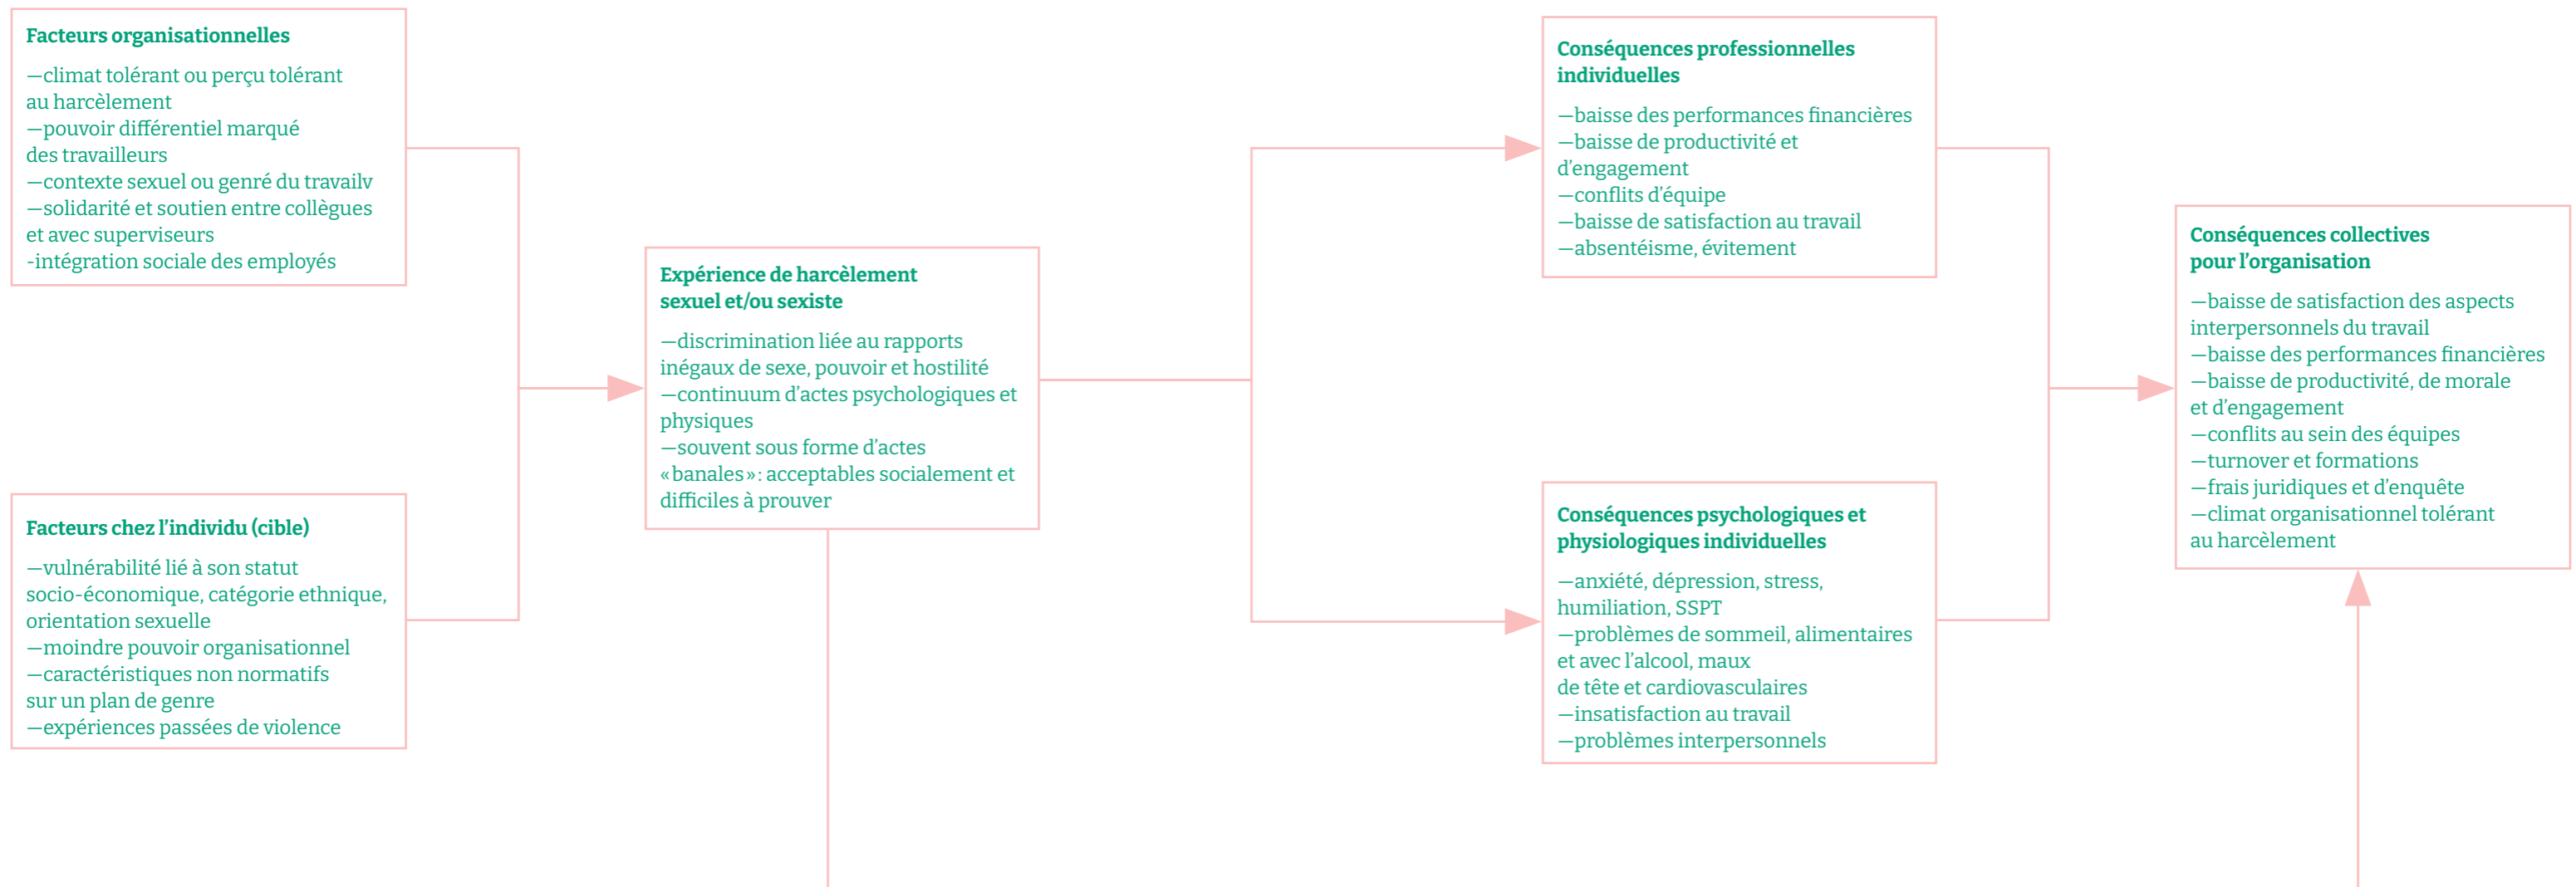 Facteurs organisationnelles
—climat tolérant ou perçu tolérant
au harcèlement
—pouvoir différentiel marqué
des travailleurs
—contexte sexuel ou genré du travailv
—solidarité et soutien entre collègues
et avec superviseurs
-intégration sociale des employés
Facteurs chez l’individu (cible)
—vulnérabilité lié à son statut
socio-économique, catégorie ethnique,
orientation sexuelle
—moindre pouvoir organisationnel
—caractéristiques non normatifs
sur un plan de genre
—expériences passées de violence
Expérience de harcèlement
sexuel et/ou sexiste
—discrimination liée au rapports
inégaux de sexe, pouvoir et hostilité
—continuum d’actes psychologiques et
physiques
—souvent sous forme d’actes
«banales»: acceptables socialement et
difficiles à prouver
Conséquences professionnelles
individuelles
—baisse des performances financières
—baisse de productivité et
d’engagement
—conflits d’équipe
—baisse de satisfaction au travail
—absentéisme, évitement
Conséquences psychologiques et
physiologiques individuelles
—anxiété, dépression, stress,
humiliation, SSPT
—problèmes de sommeil, alimentaires
et avec l’alcool, maux
de tête et cardiovasculaires
—insatisfaction au travail
—problèmes interpersonnels
Conséquences collectives
pour l’organisation
—baisse de satisfaction des aspects
interpersonnels du travail
—baisse des performances financières
—baisse de productivité, de morale
et d’engagement
—conflits au sein des équipes
—turnover et formations
—frais juridiques et d’enquête
—climat organisationnel tolérant
au harcèlement